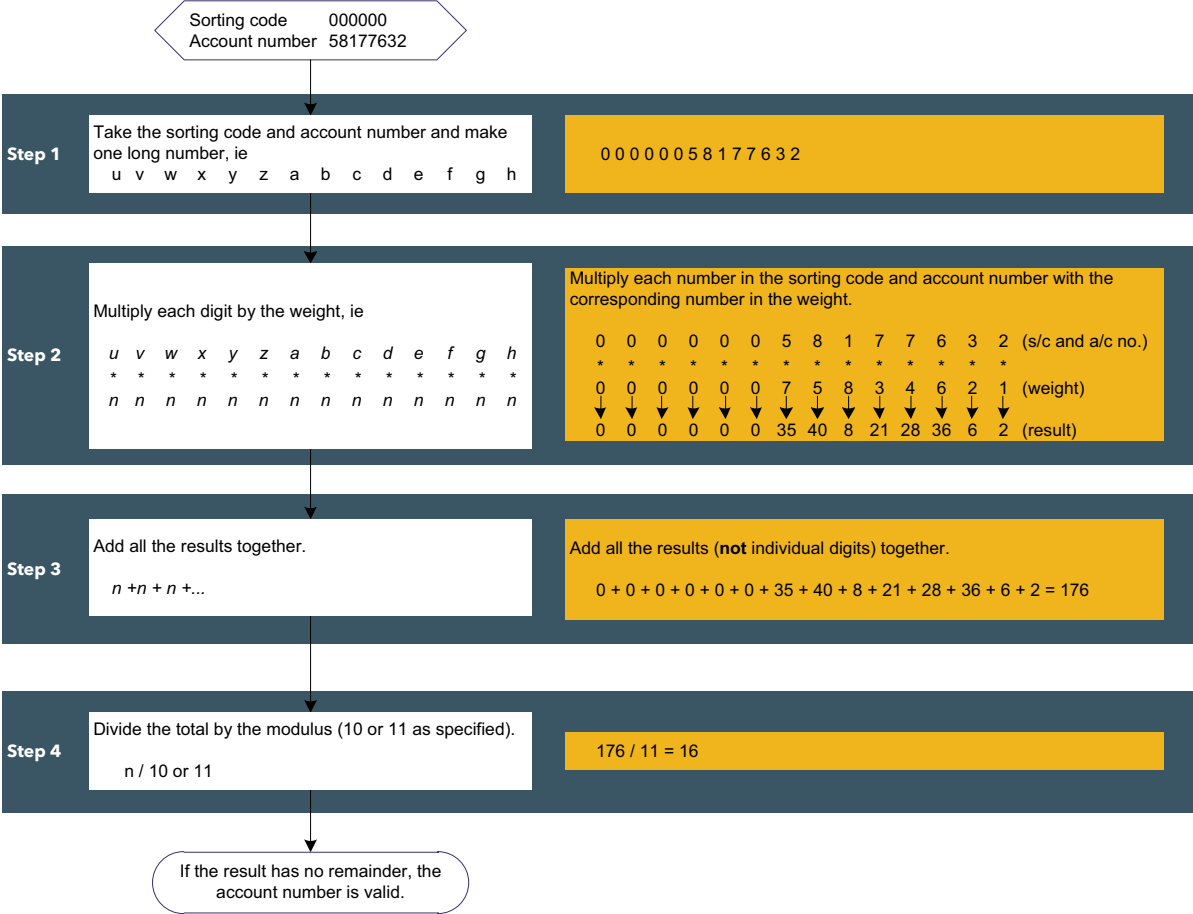 Sorting code 000000
Account number 58177632
Step 1
Take the sorting code and account number and make
one long number, ie
u v w x y z a b c d e f g h
0 0 0 0 0 0 5 8 1 7 7 6 3 2
Step 2
Multiply each digit by the weight, ie
u v w x y z a b c d e f g h
* * * * * * * * * * * * * *
n n n n n n n n n n n n n n
Multiply each number in the sorting code and account number with the
corresponding number in the weight.
0 0 0 0 0 0 5 8 1 7 7 6 3 2 (s/c and a/c no.)
* * * * * * * * * * * * * *
0 0 0 0 0 0 7 5 8 3 4 6 2 1 (weight)
0 0 0 0 0 0 35 40 8 21 28 36 6 2 (result)
Step 3
Add all the results together.
n +n + n +...
Add all the results (not individual digits) together.
0 + 0 + 0 + 0 + 0 + 0 + 35 + 40 + 8 + 21 + 28 + 36 + 6 + 2 = 176
Step 4
Divide the total by the modulus (10 or 11 as specified).
n / 10 or 11
176 / 11 = 16
If the result has no remainder, the
account number is valid.